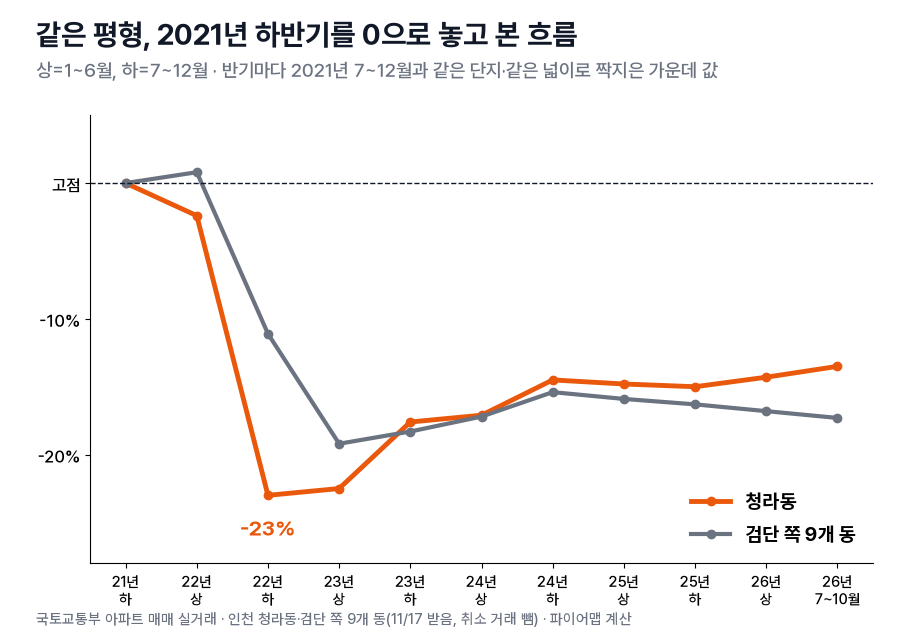 같은 평형, 2021년 하반기를 0으로 놓고 본 흐름
상=1~6월, 하=7~12월 · 반기마다 2021년 7~12월과 같은 단지·같은 넓이로 짝지은 가운데 값
고점
-10%
-20%
-23%
청라동
검단 쪽 9개 동
21년 22년 22년 23년 23년 24년 24년 25년 25년 26년 26년
하 상 하 상 하 상 하 상 하 상 7~10월
국토교통부 아파트 매매 실거래 · 인천 청라동·검단 쪽 9개 동(11/17 받음, 취소 거래 뺌) · 파이어맵 계산